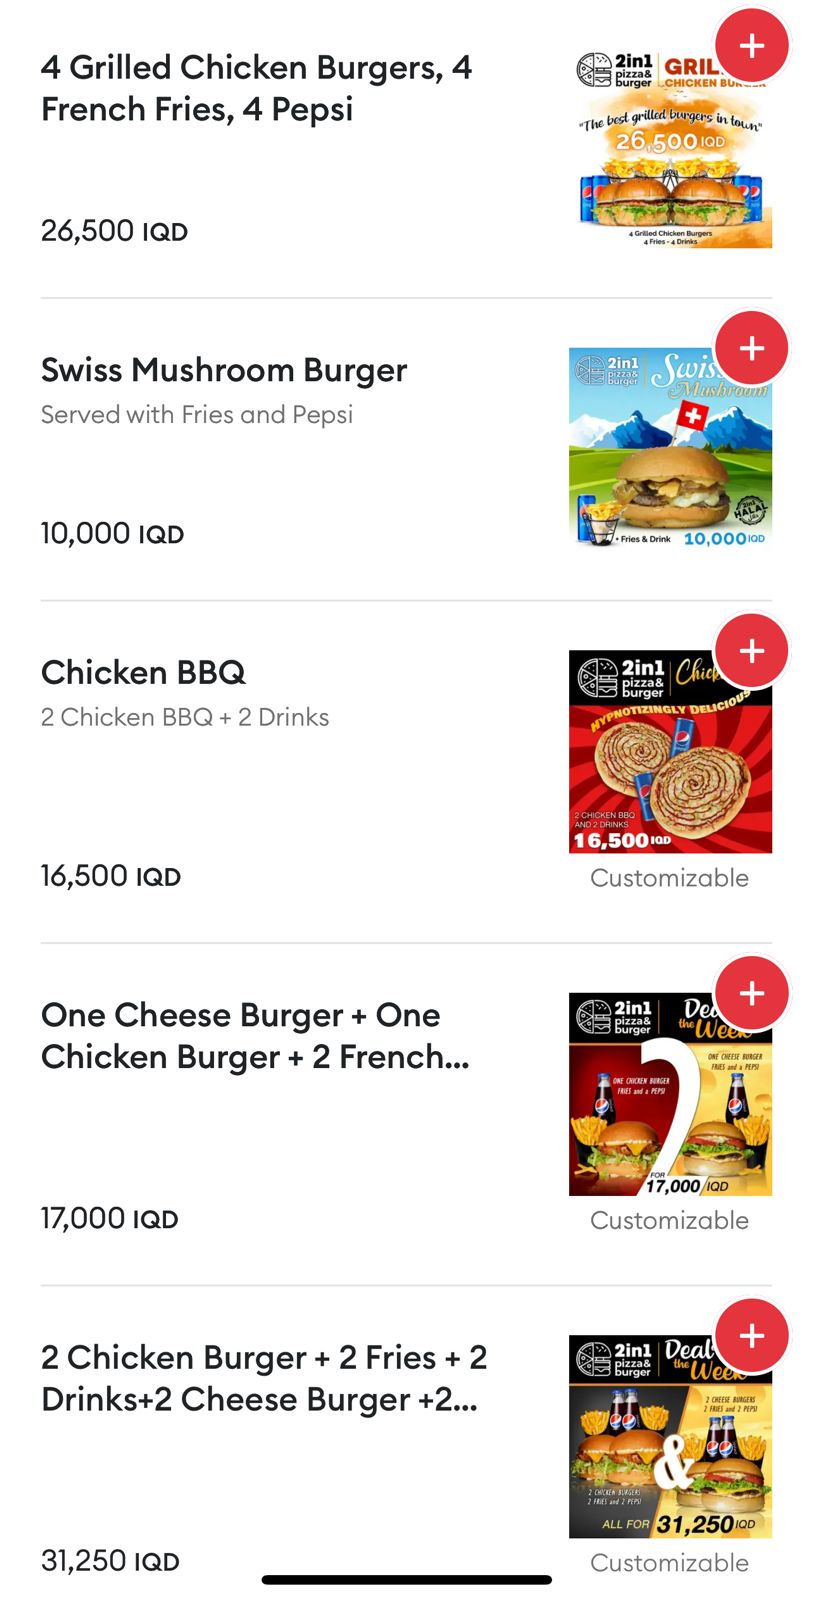 4 Grilled Chicken Burgers, 4
French Fries, 4 Pepsi
26,500 IQD
2in1
pizza&
burger
GRIL
CHICKEN
"The best grilled burgers in town"
26,500 IQD
4 Grilled Chicken Burgers
4 Fries - 4 Drinks
Swiss Mushroom Burger
Served with Fries and Pepsi
10,000 IQD
2in1
pizza&
burger
Swiss
Mushroom
2in1
HALAL
• Fries & Drink 10,000 IQD
Chicken BBQ
2 Chicken BBQ + 2 Drinks
16,500 IQD
2in1
pizza&
burger
Chick
HYPNOTIZINGLY DELICIOUS
2 CHICKEN BBQ
AND 2 DRINKS
16,500 IQD
Customizable
One Cheese Burger + One
Chicken Burger + 2 French...
17,000 IQD
2in1
pizza&
burger
Dea
the Week
ONE CHEESE BURGER
FRIES and a PEPSI
ONE CHICKEN BURGER
FRIES and a PEPSI
2
FOR
17,000 IQD
Customizable
2 Chicken Burger + 2 Fries + 2
Drinks+2 Cheese Burger +2...
31,250 IQD
2in1
pizza&
burger
Deal
the Week
2 CHEESE BURGERS
2 FRIES and 2 PEPSI
&
2 CHICKEN BURGERS
2 FRIES and 2 PEPSI
ALL FOR 31,250 IQD
Customizable